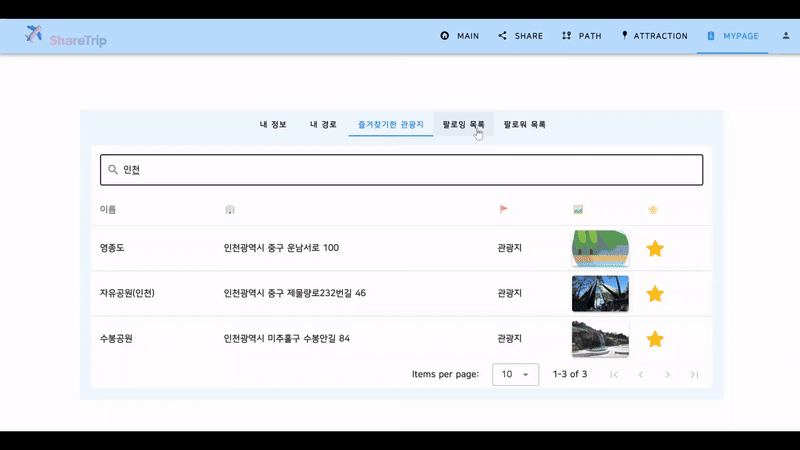 ShareTrip
MAIN SHARE PATH ATTRACTION MYPAGE
내 정보 내 경로 즐겨찾기한 관광지 팔로잉 목록 팔로워 목록
인천
이름
영종도 인천광역시 중구 운남서로 100 관광지
자유공원(인천) 인천광역시 중구 제물량로232번길 46 관광지
수봉공원 인천광역시 미추홀구 수봉안길 84 관광지
Items per page: 10 1-3 of 3